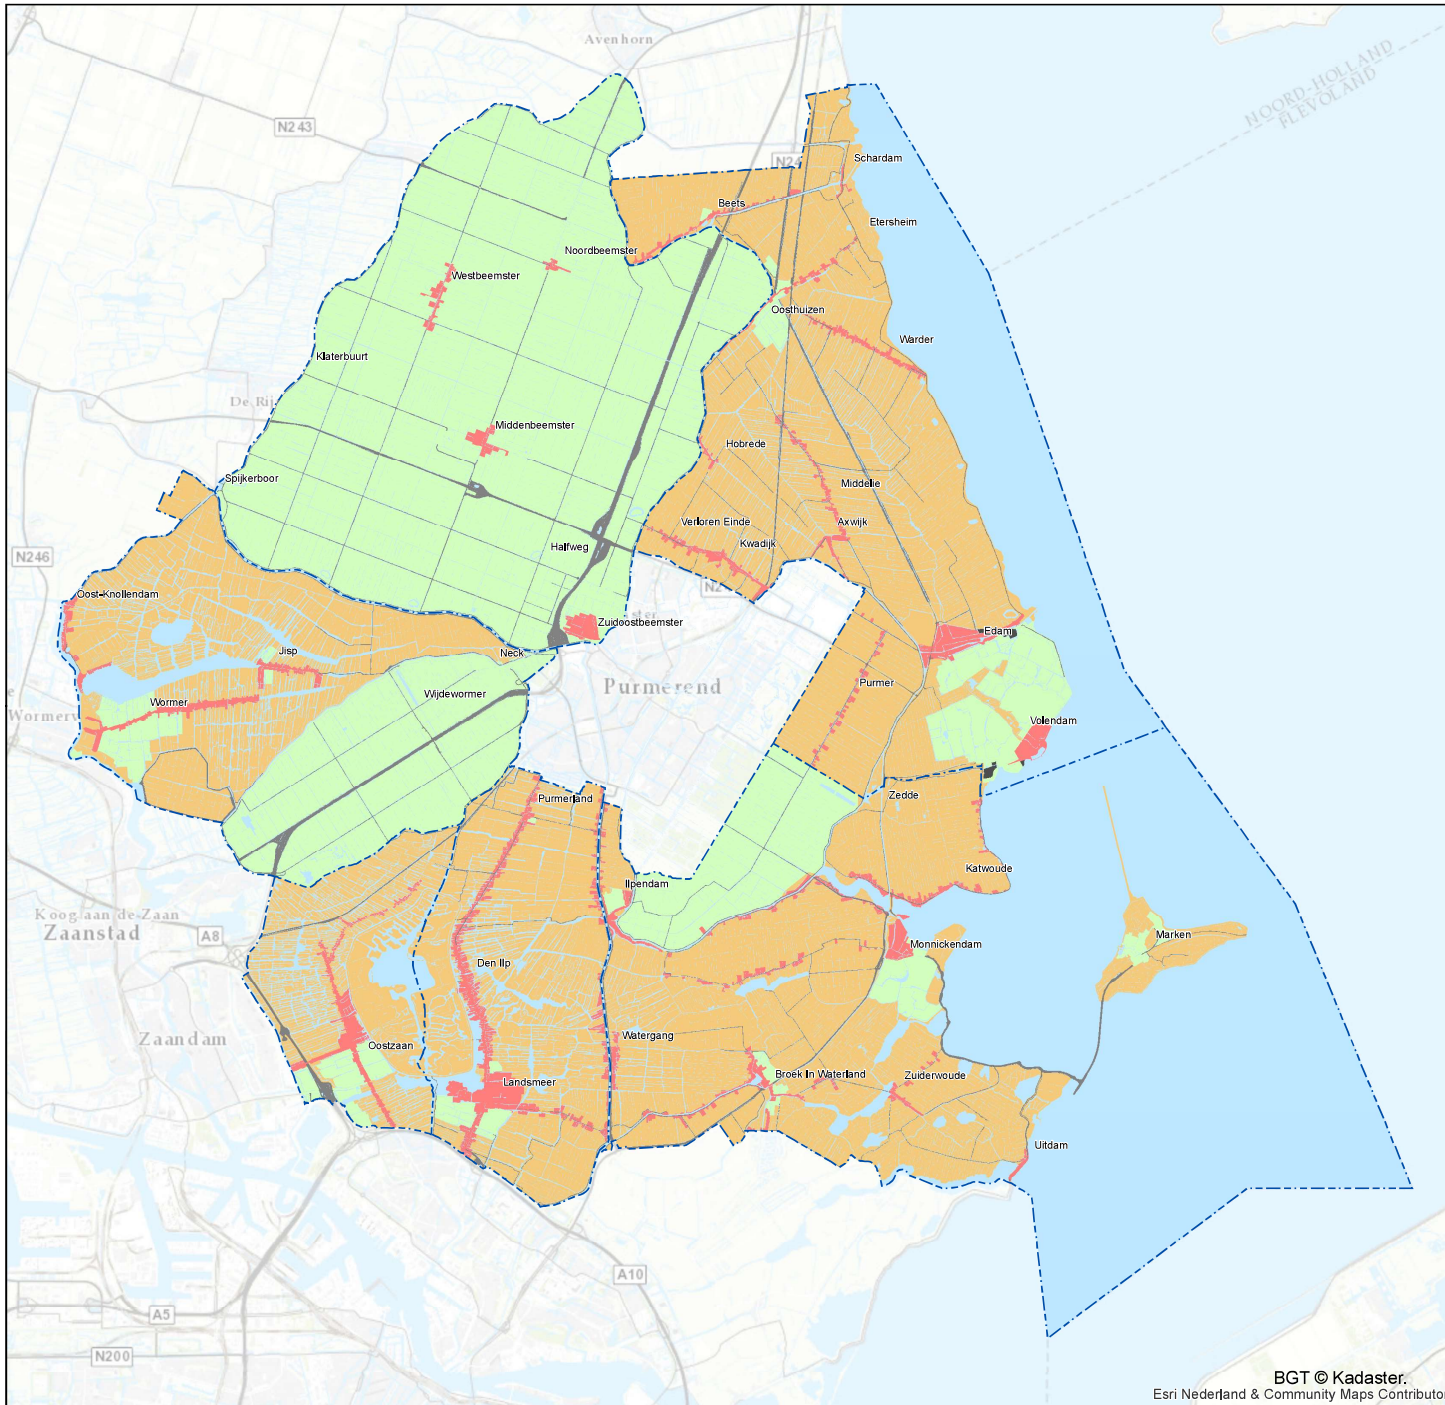 Avenhorn
NOORD-HOLLAND
FLEVOLAND
N243
N24
Schardam
Beets
Etersheim
Noordbeemster
Westbeemster
Oosthuizen
Warder
Klaterbuurt
De Rij
Middenbeemster
Hobrede
Spijkerboor
Middelie
Verloren Einde
Axwijk
Kwadijk
Halfweg
N246
N2
Oost-Knollendam
ster
Zuidoostbeemster
Edam
Jisp
Neck
Purmerend
Purmer
Wijdewormer
Wormer
Wormerv
Volendam
Purmerland
Zedde
Katwoude
Ilpendam
Koog aan de Zaan
Zaanstad
A8
Marken
Monnickendam
Den Ilp
Watergang
Zaandam
Oostzaan
Broek In Waterland
Zuiderwoude
Landsmeer
Uitdam
A10
A5
N200
BGT © Kadaster.
Esri Nederland & Community Maps Contributor